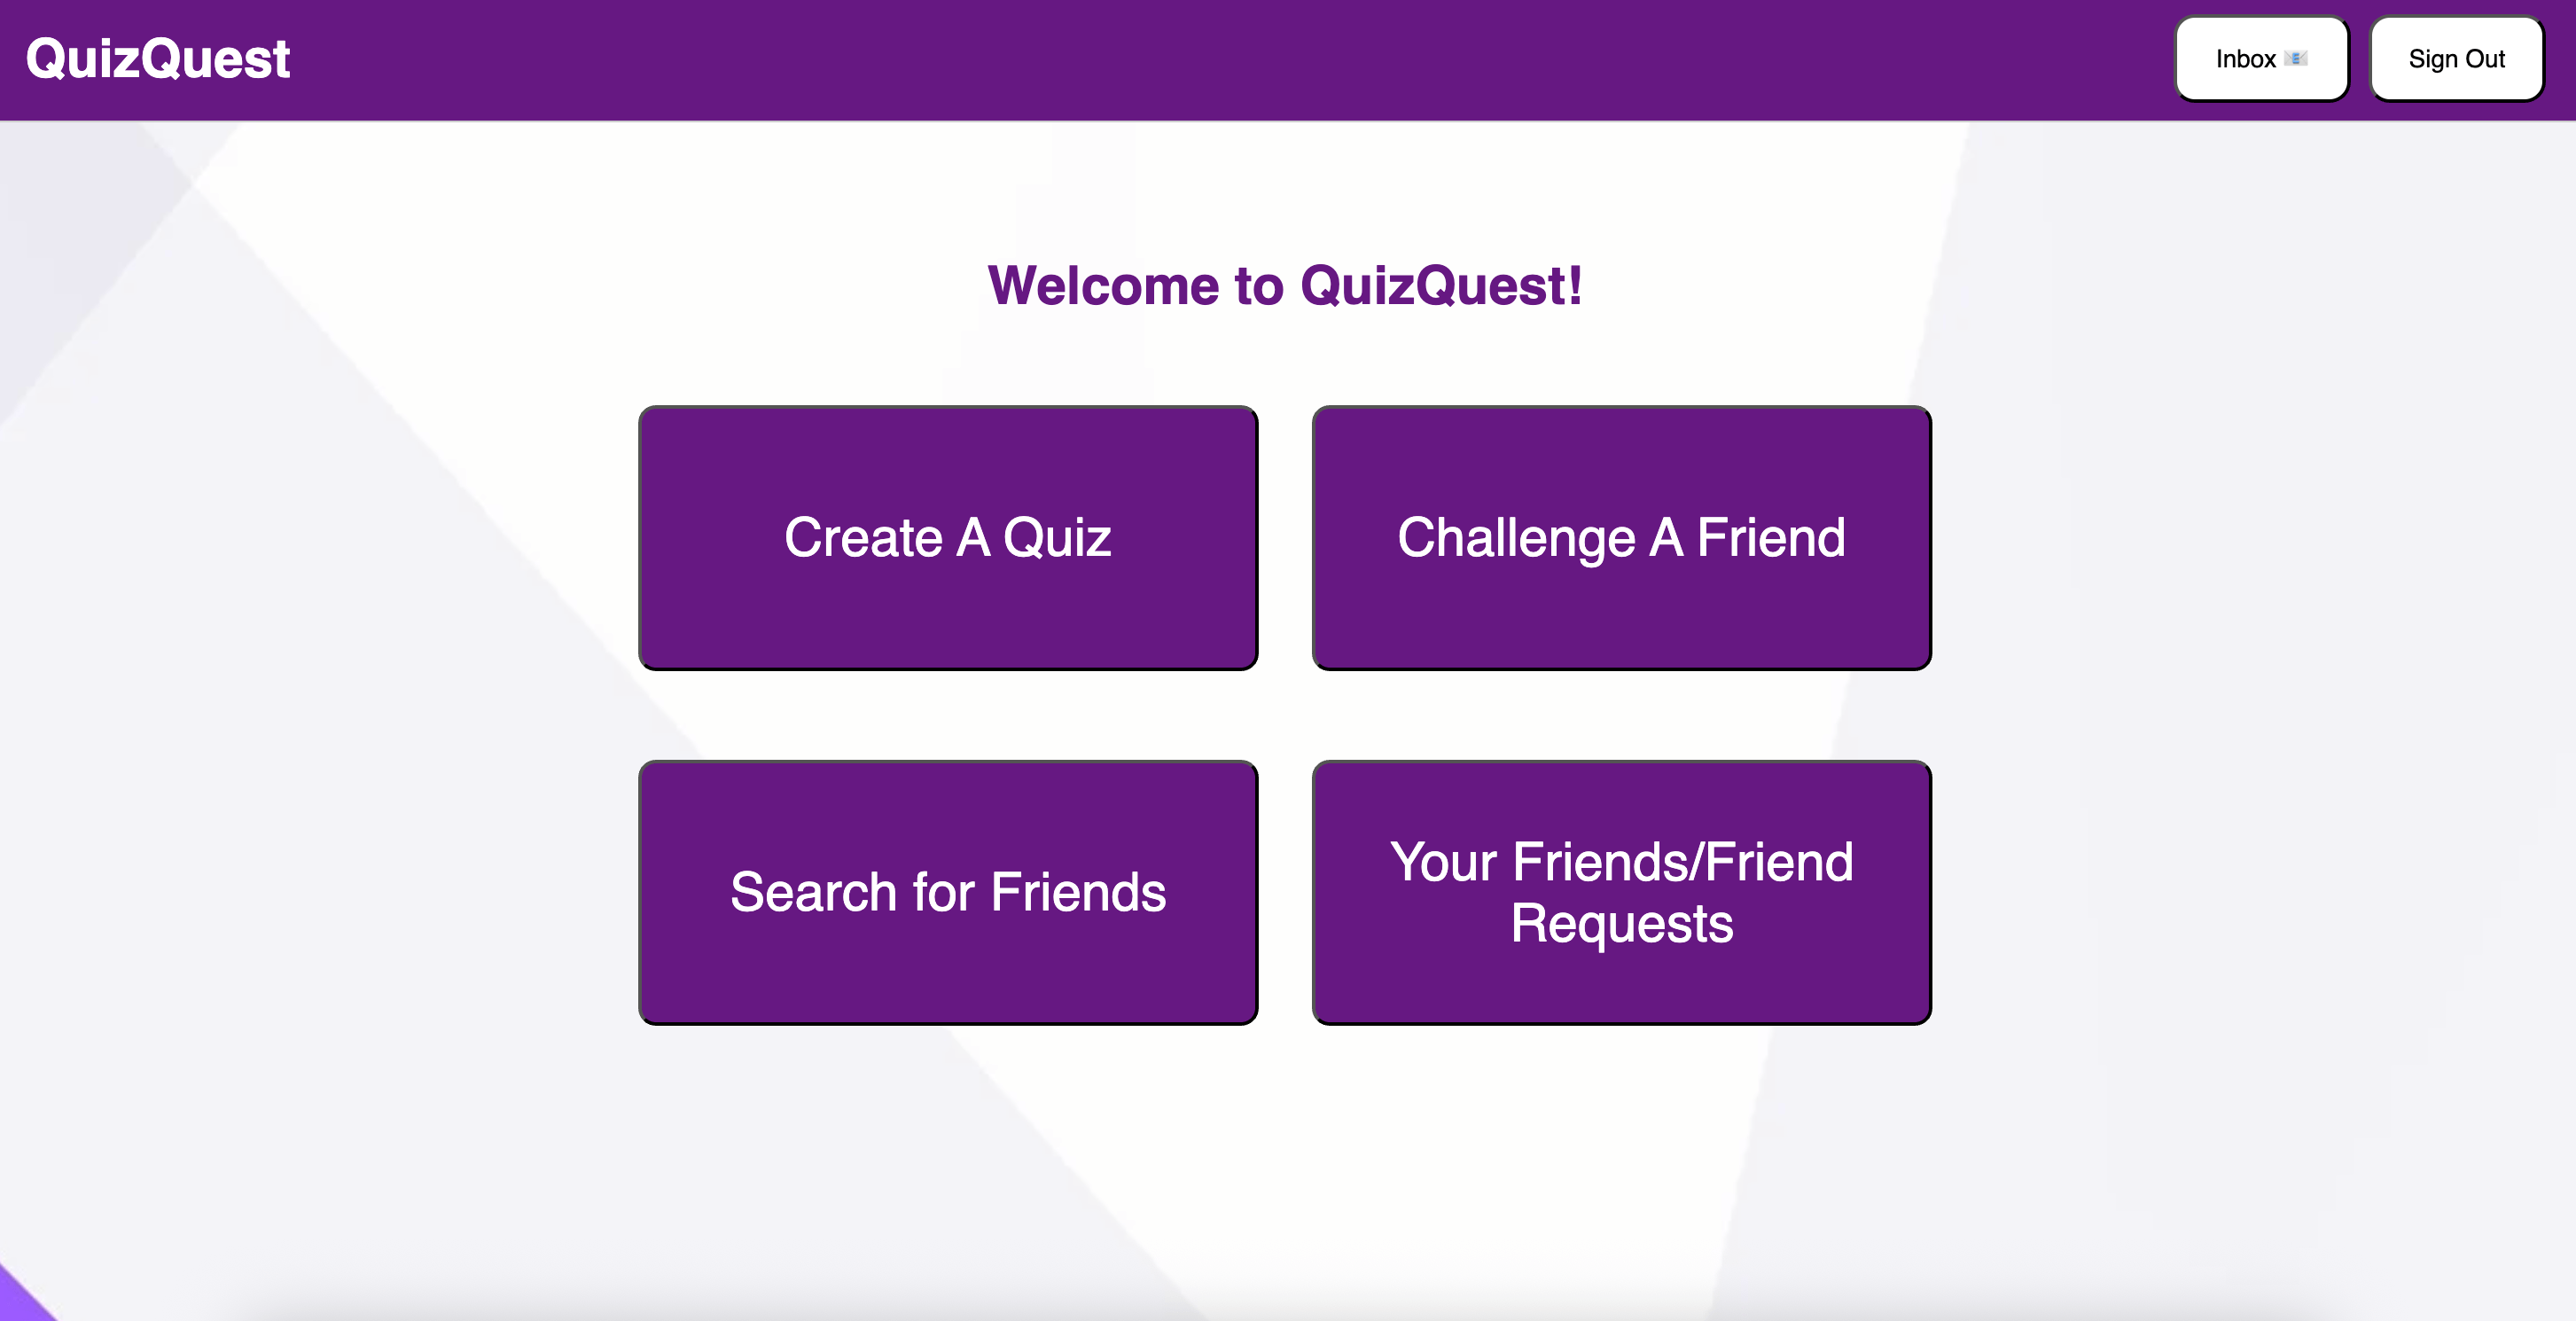 QuizQuest
Inbox 📧
Sign Out
Welcome to QuizQuest!
Create A Quiz
Challenge A Friend
Search for Friends
Your Friends/Friend
Requests